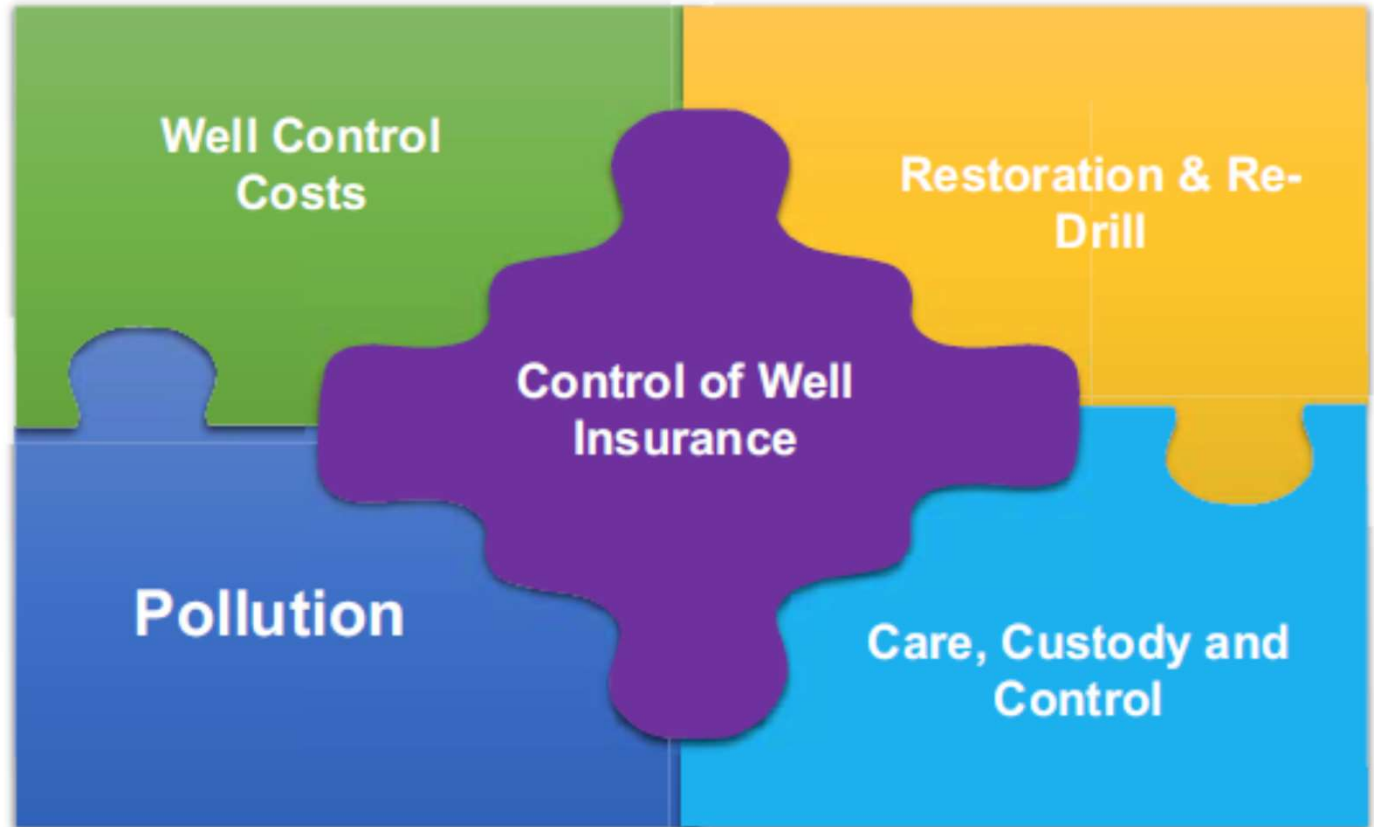 Well Control
Costs
Restoration & Re-
Drill
Control of Well
Insurance
Pollution
Care, Custody and
Control